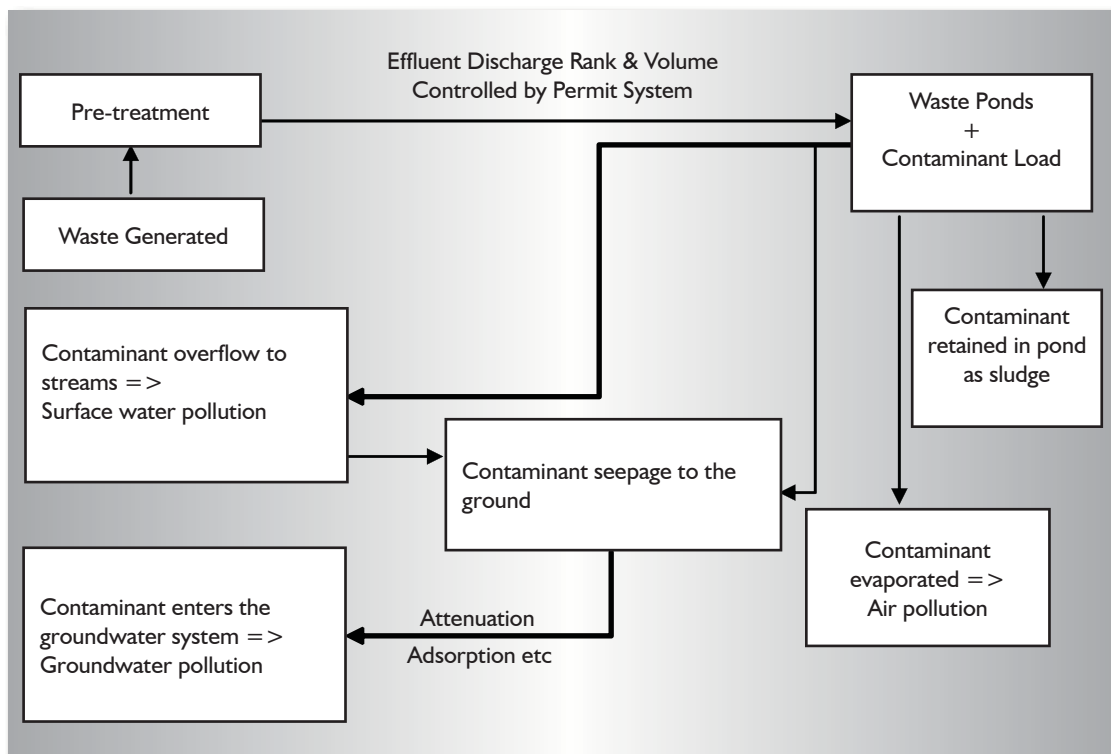 Effluent Discharge Rank & Volume
Controlled by Permit System
Pre-treatment
Waste Generated
Waste Ponds
+
Contaminant Load
Contaminant
retained in pond
as sludge
Contaminant overflow to
streams =>
Surface water pollution
Contaminant seepage to the
ground
Contaminant
evaporated =>
Air pollution
Contaminant enters the
groundwater system =>
Groundwater pollution
Attenuation
Adsorption etc